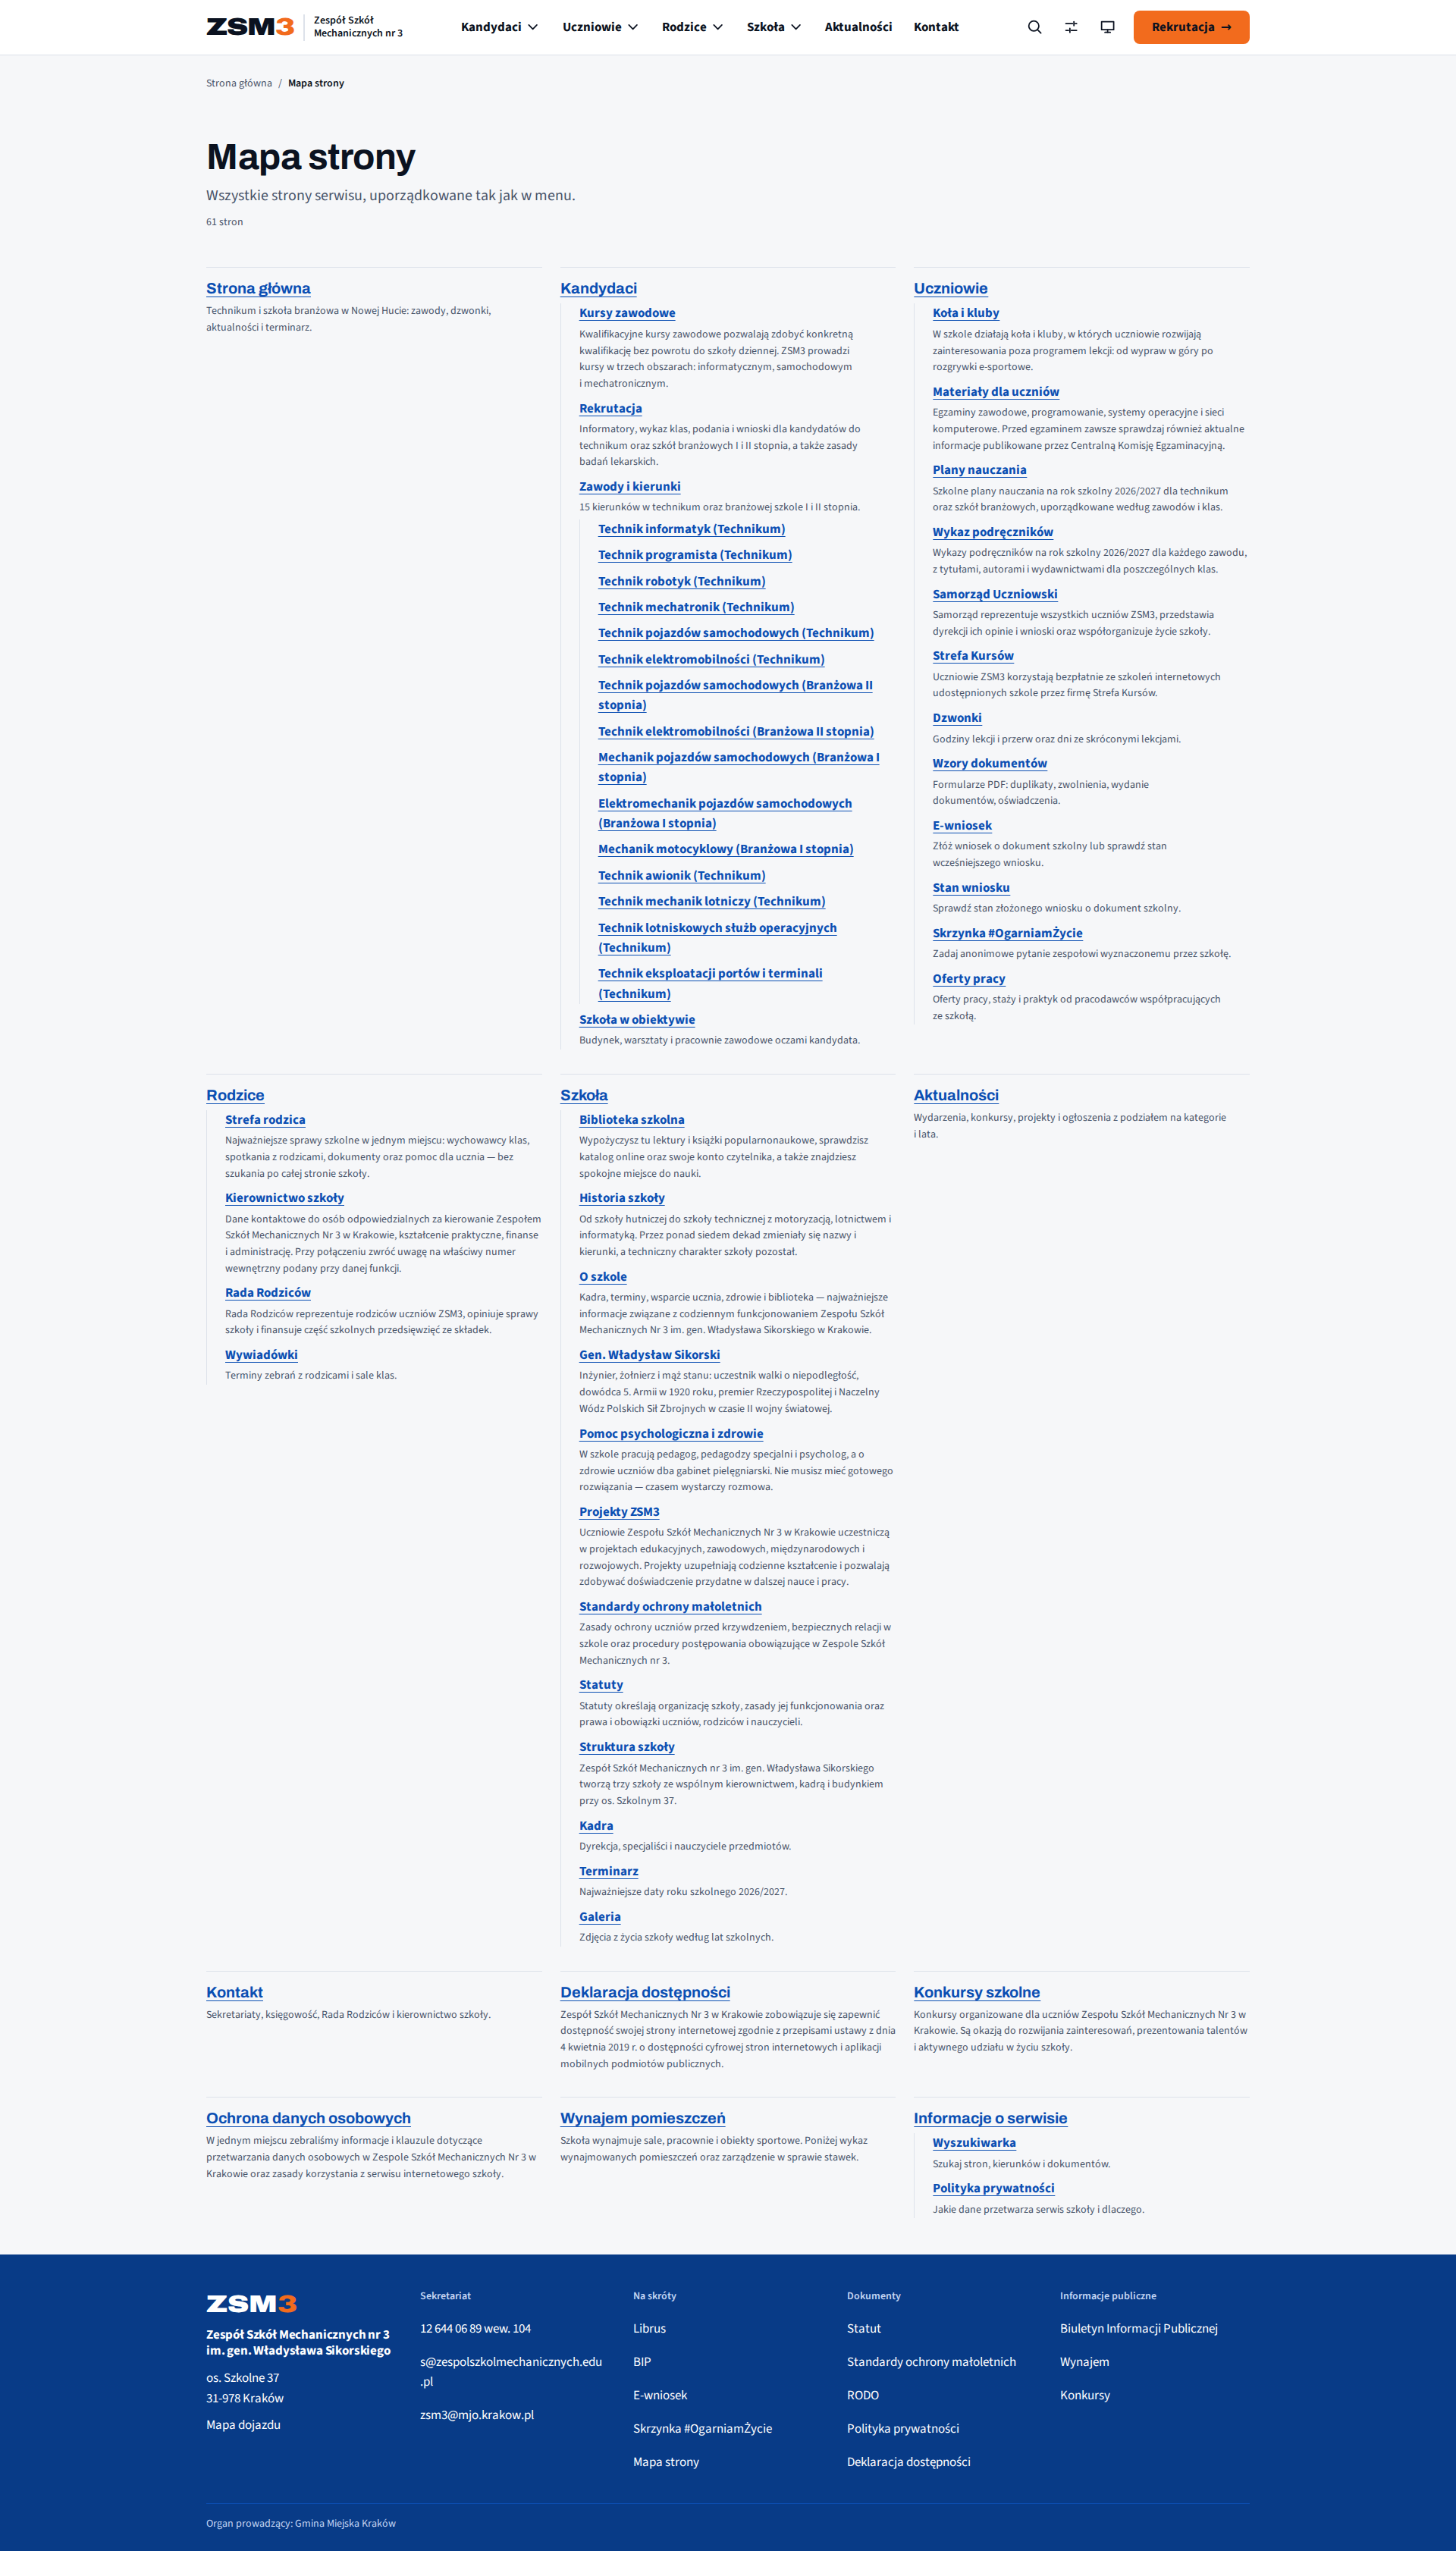 ZSM3
Zespół Szkół
Mechanicznych nr 3
Kandydaci
Uczniowie
Rodzice
Szkoła
Aktualności
Kontakt
Rekrutacja →
Strona główna / Mapa strony
Mapa strony
Wszystkie strony serwisu, uporządkowane tak jak w menu.
61 stron
Strona główna
Technikum i szkoła branżowa w Nowej Hucie: zawody, dzwonki,
aktualności i terminarz.
Kandydaci
Kursy zawodowe
Kwalifikacyjne kursy zawodowe pozwalają zdobyć konkretną
kwalifikację bez powrotu do szkoły dziennej. ZSM3 prowadzi
kursy w trzech obszarach: informatycznym, samochodowym
i mechatronicznym.
Rekrutacja
Informatory, wykaz klas, podania i wnioski dla kandydatów do
technikum oraz szkół branżowych I i II stopnia, a także zasady
badań lekarskich.
Zawody i kierunki
15 kierunków w technikum oraz branżowej szkole I i II stopnia.
Technik informatyk (Technikum)
Technik programista (Technikum)
Technik robotyk (Technikum)
Technik mechatronik (Technikum)
Technik pojazdów samochodowych (Technikum)
Technik elektromobilności (Technikum)
Technik pojazdów samochodowych (Branżowa II
stopnia)
Technik elektromobilności (Branżowa II stopnia)
Mechanik pojazdów samochodowych (Branżowa I
stopnia)
Elektromechanik pojazdów samochodowych
(Branżowa I stopnia)
Mechanik motocyklowy (Branżowa I stopnia)
Technik awionik (Technikum)
Technik mechanik lotniczy (Technikum)
Technik lotniskowych służb operacyjnych
(Technikum)
Technik eksploatacji portów i terminali
(Technikum)
Szkoła w obiektywie
Budynek, warsztaty i pracownie zawodowe oczami kandydata.
Uczniowie
Koła i kluby
W szkole działają koła i kluby, w których uczniowie rozwijają
zainteresowania poza programem lekcji: od wypraw w góry po
rozgrywki e-sportowe.
Materiały dla uczniów
Egzaminy zawodowe, programowanie, systemy operacyjne i sieci
komputerowe. Przed egzaminem zawsze sprawdzaj również aktualne
informacje publikowane przez Centralną Komisję Egzaminacyjną.
Plany nauczania
Szkolne plany nauczania na rok szkolny 2026/2027 dla technikum
oraz szkół branżowych, uporządkowane według zawodów i klas.
Wykaz podręczników
Wykazy podręczników na rok szkolny 2026/2027 dla każdego zawodu,
z tytułami, autorami i wydawnictwami dla poszczególnych klas.
Samorząd Uczniowski
Samorząd reprezentuje wszystkich uczniów ZSM3, przedstawia
dyrekcji ich opinie i wnioski oraz współorganizuje życie szkoły.
Strefa Kursów
Uczniowie ZSM3 korzystają bezpłatnie ze szkoleń internetowych
udostępnionych szkole przez firmę Strefa Kursów.
Dzwonki
Godziny lekcji i przerw oraz dni ze skróconymi lekcjami.
Wzory dokumentów
Formularze PDF: duplikaty, zwolnienia, wydanie
dokumentów, oświadczenia.
E-wniosek
Złóż wniosek o dokument szkolny lub sprawdź stan
wcześniejszego wniosku.
Stan wniosku
Sprawdź stan złożonego wniosku o dokument szkolny.
Skrzynka #OgarniamŻycie
Zadaj anonimowe pytanie zespołowi wyznaczonemu przez szkołę.
Oferty pracy
Oferty pracy, staży i praktyk od pracodawców współpracujących
ze szkołą.
Rodzice
Strefa rodzica
Najważniejsze sprawy szkolne w jednym miejscu: wychowawcy klas,
spotkania z rodzicami, dokumenty oraz pomoc dla ucznia — bez
szukania po całej stronie szkoły.
Kierownictwo szkoły
Dane kontaktowe do osób odpowiedzialnych za kierowanie Zespołem
Szkół Mechanicznych Nr 3 w Krakowie, kształcenie praktyczne, finanse
i administrację. Przy połączeniu zwróć uwagę na właściwy numer
wewnętrzny podany przy danej funkcji.
Rada Rodziców
Rada Rodziców reprezentuje rodziców uczniów ZSM3, opiniuje sprawy
szkoły i finansuje część szkolnych przedsięwzięć ze składek.
Wywiadówki
Terminy zebrań z rodzicami i sale klas.
Szkoła
Biblioteka szkolna
Wypożyczysz tu lektury i książki popularnonaukowe, sprawdzisz
katalog online oraz swoje konto czytelnika, a także znajdziesz
spokojne miejsce do nauki.
Historia szkoły
Od szkoły hutniczej do szkoły technicznej z motoryzacją, lotnictwem i
informatyką. Przez ponad siedem dekad zmieniały się nazwy i
kierunki, a techniczny charakter szkoły pozostał.
O szkole
Kadra, terminy, wsparcie ucznia, zdrowie i biblioteka — najważniejsze
informacje związane z codziennym funkcjonowaniem Zespołu Szkół
Mechanicznych Nr 3 im. gen. Władysława Sikorskiego w Krakowie.
Gen. Władysław Sikorski
Inżynier, żołnierz i mąż stanu: uczestnik walki o niepodległość,
dowódca 5. Armii w 1920 roku, premier Rzeczypospolitej i Naczelny
Wódz Polskich Sił Zbrojnych w czasie II wojny światowej.
Pomoc psychologiczna i zdrowie
W szkole pracują pedagog, pedagodzy specjalni i psycholog, a o
zdrowie uczniów dba gabinet pielęgniarski. Nie musisz mieć gotowego
rozwiązania — czasem wystarczy rozmowa.
Projekty ZSM3
Uczniowie Zespołu Szkół Mechanicznych Nr 3 w Krakowie uczestniczą
w projektach edukacyjnych, zawodowych, międzynarodowych i
rozwojowych. Projekty uzupełniają codzienne kształcenie i pozwalają
zdobywać doświadczenie przydatne w dalszej nauce i pracy.
Standardy ochrony małoletnich
Zasady ochrony uczniów przed krzywdzeniem, bezpiecznych relacji w
szkole oraz procedury postępowania obowiązujące w Zespole Szkół
Mechanicznych nr 3.
Statuty
Statuty określają organizację szkoły, zasady jej funkcjonowania oraz
prawa i obowiązki uczniów, rodziców i nauczycieli.
Struktura szkoły
Zespół Szkół Mechanicznych nr 3 im. gen. Władysława Sikorskiego
tworzą trzy szkoły ze wspólnym kierownictwem, kadrą i budynkiem
przy os. Szkolnym 37.
Kadra
Dyrekcja, specjaliści i nauczyciele przedmiotów.
Terminarz
Najważniejsze daty roku szkolnego 2026/2027.
Galeria
Zdjęcia z życia szkoły według lat szkolnych.
Aktualności
Wydarzenia, konkursy, projekty i ogłoszenia z podziałem na kategorie
i lata.
Kontakt
Sekretariaty, księgowość, Rada Rodziców i kierownictwo szkoły.
Deklaracja dostępności
Zespół Szkół Mechanicznych Nr 3 w Krakowie zobowiązuje się zapewnić
dostępność swojej strony internetowej zgodnie z przepisami ustawy z dnia
4 kwietnia 2019 r. o dostępności cyfrowej stron internetowych i aplikacji
mobilnych podmiotów publicznych.
Konkursy szkolne
Konkursy organizowane dla uczniów Zespołu Szkół Mechanicznych Nr 3 w
Krakowie. Są okazją do rozwijania zainteresowań, prezentowania talentów
i aktywnego udziału w życiu szkoły.
Ochrona danych osobowych
W jednym miejscu zebraliśmy informacje i klauzule dotyczące
przetwarzania danych osobowych w Zespole Szkół Mechanicznych Nr 3 w
Krakowie oraz zasady korzystania z serwisu internetowego szkoły.
Wynajem pomieszczeń
Szkoła wynajmuje sale, pracownie i obiekty sportowe. Poniżej wykaz
wynajmowanych pomieszczeń oraz zarządzenie w sprawie stawek.
Informacje o serwisie
Wyszukiwarka
Szukaj stron, kierunków i dokumentów.
Polityka prywatności
Jakie dane przetwarza serwis szkoły i dlaczego.
ZSM3
Zespół Szkół Mechanicznych nr 3
im. gen. Władysława Sikorskiego
os. Szkolne 37
31-978 Kraków
Mapa dojazdu
Sekretariat
12 644 06 89 wew. 104
s@zespolszkolmechanicznych.edu
.pl
zsm3@mjo.krakow.pl
Na skróty
Librus
BIP
E-wniosek
Skrzynka #OgarniamŻycie
Mapa strony
Dokumenty
Statut
Standardy ochrony małoletnich
RODO
Polityka prywatności
Deklaracja dostępności
Informacje publiczne
Biuletyn Informacji Publicznej
Wynajem
Konkursy
Organ prowadzący: Gmina Miejska Kraków